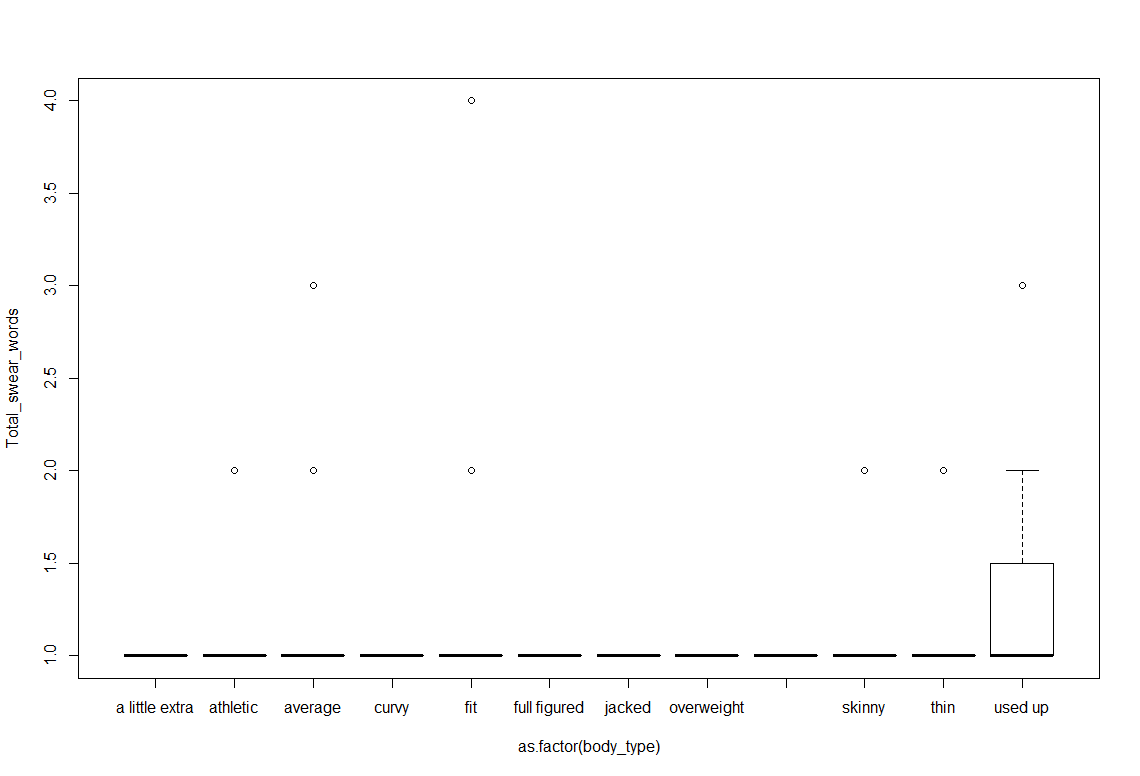 4.0
3.5
3.0
2.5
2.0
1.5
1.0
Total_swear_words
a little extra athletic average curvy fit full figured jacked overweight skinny thin used up
as.factor(body_type)